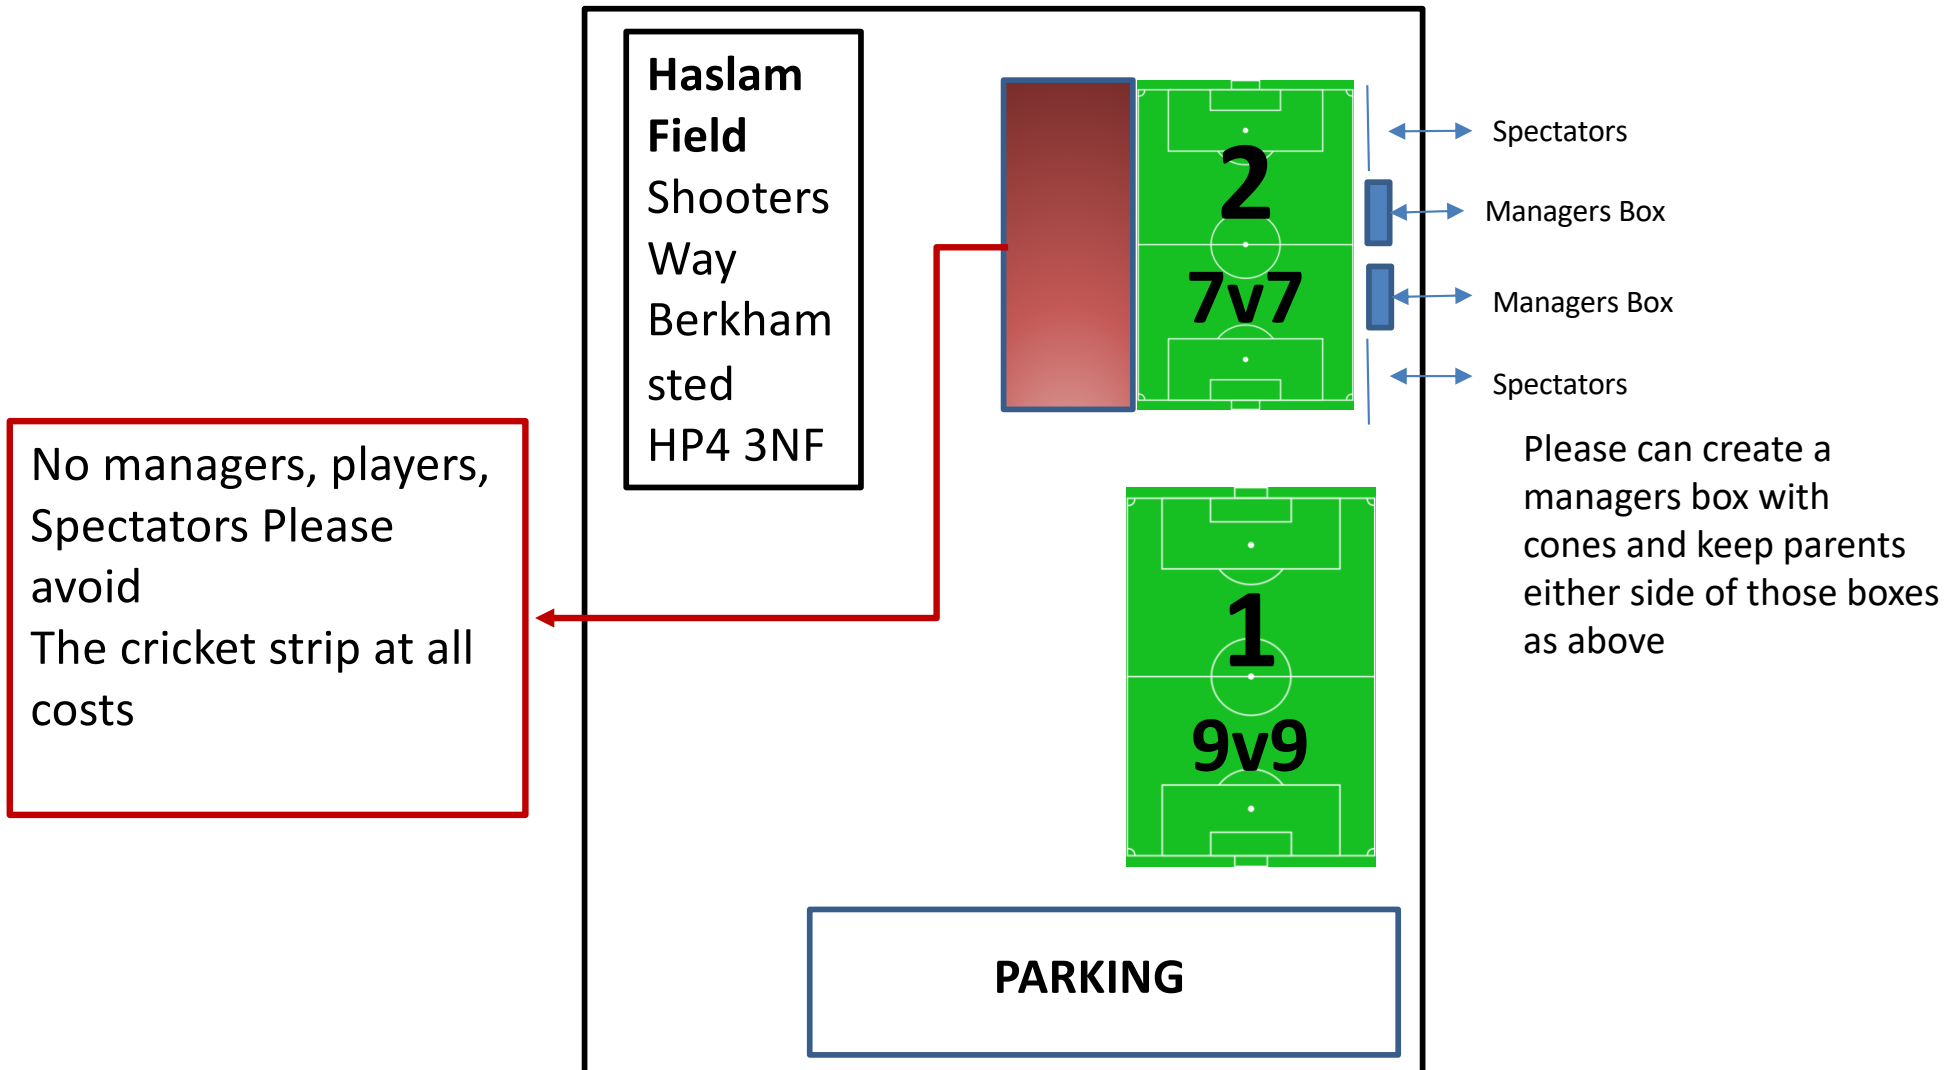 Haslam
Field
Shooters
Way
Berkham
sted
HP4 3NF
2
7v7
Spectators
Managers Box
Managers Box
Spectators
Please can create a
managers box with
cones and keep parents
either side of those boxes
as above
No managers, players,
Spectators Please
avoid
The cricket strip at all
costs
1
9v9
PARKING